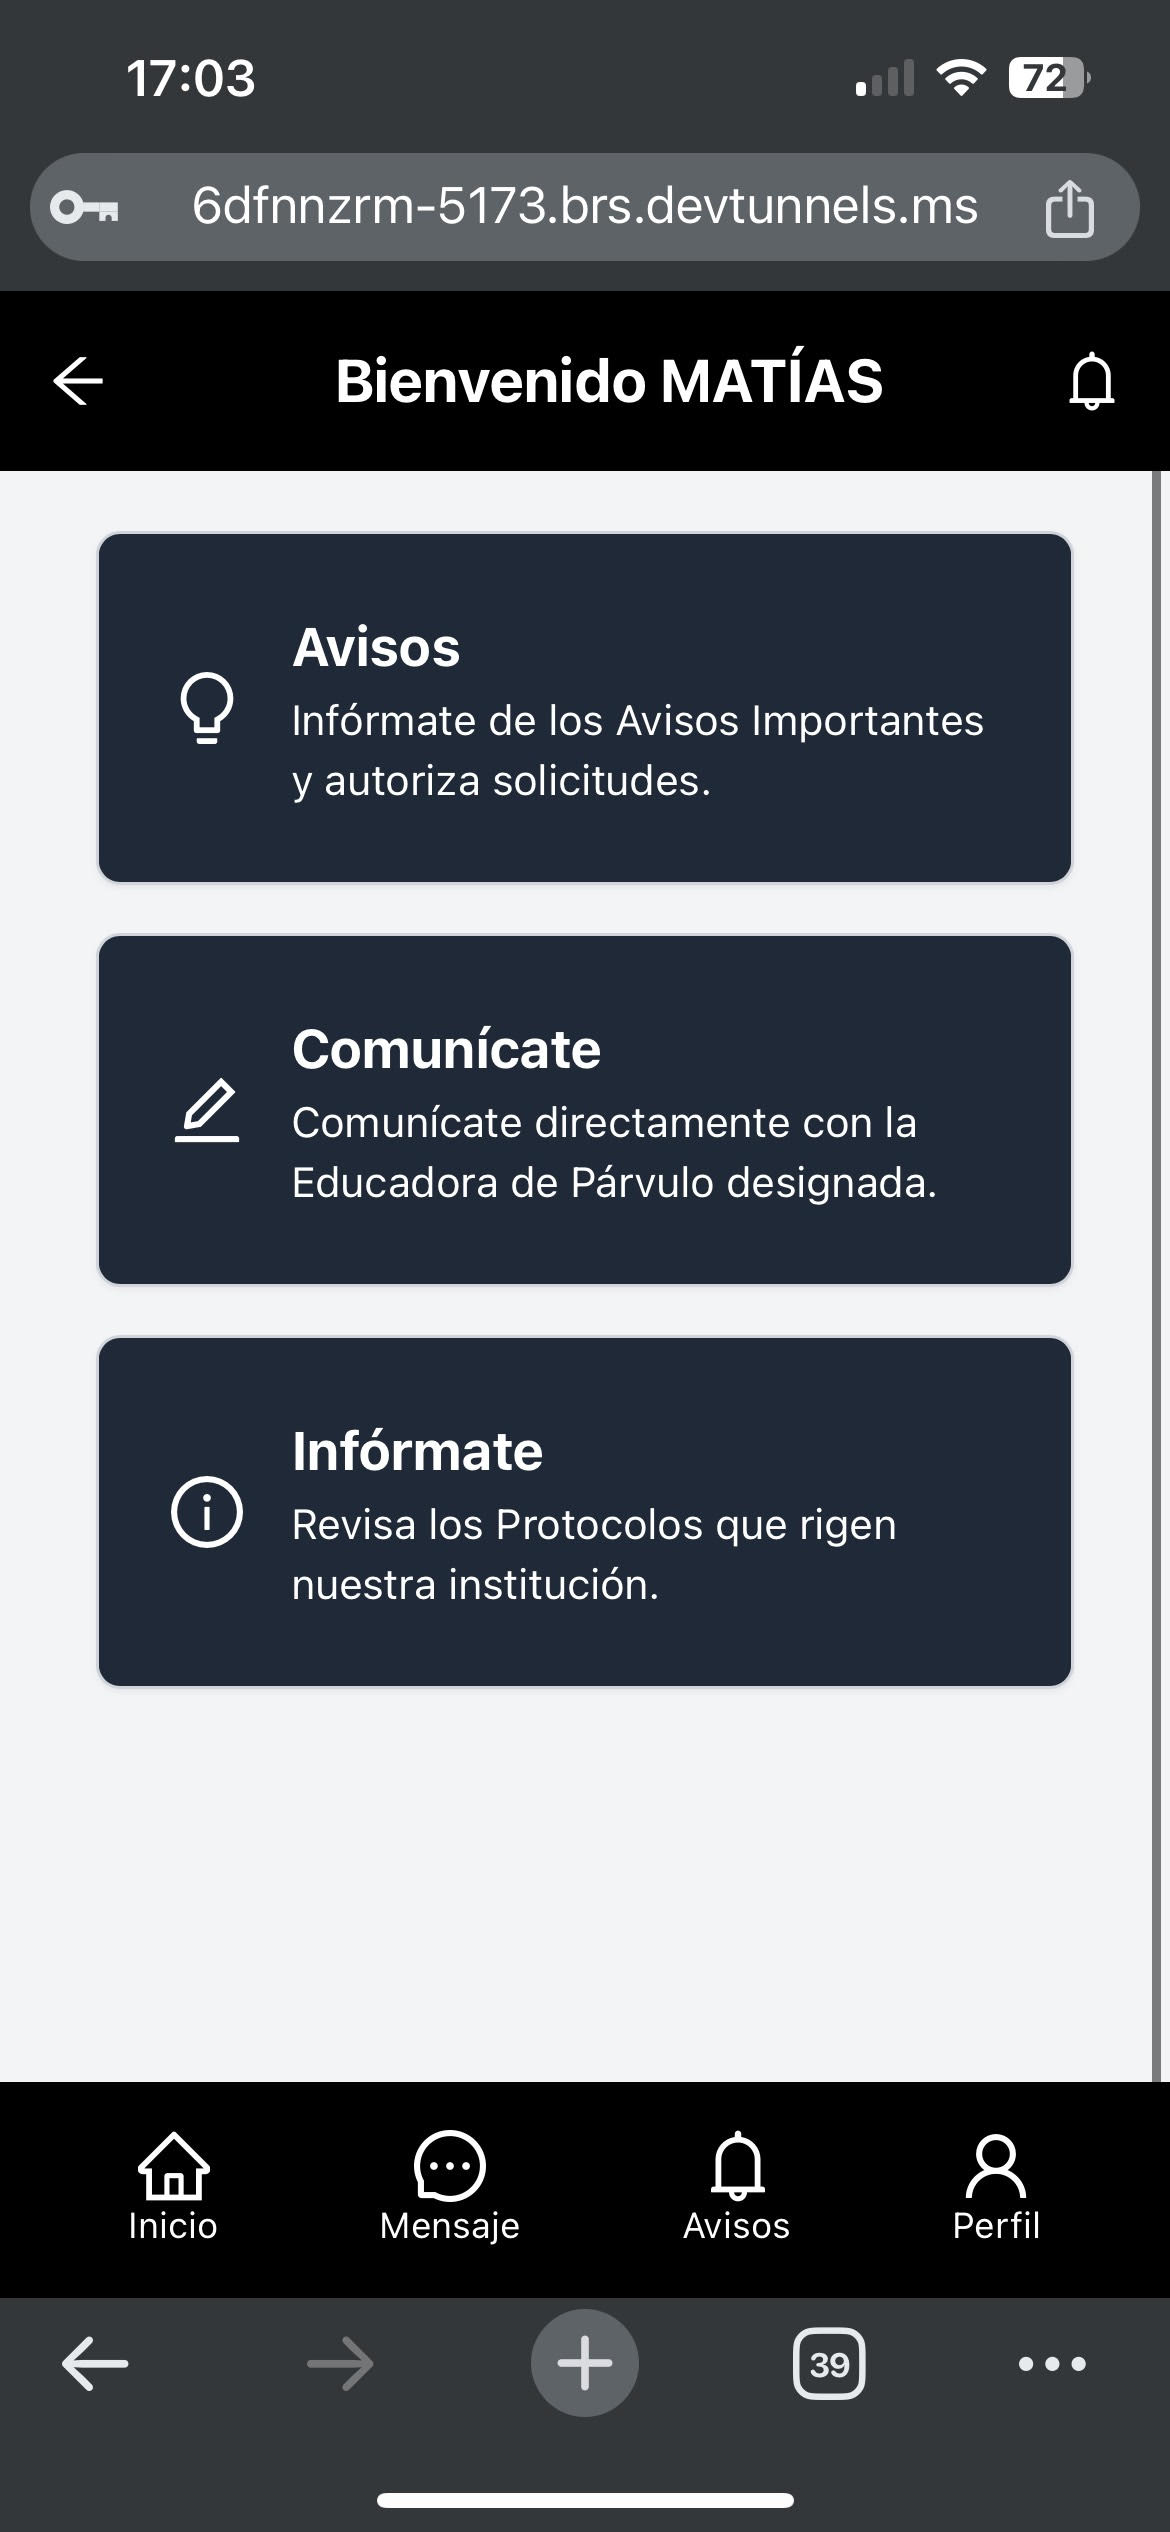 17:03
72
6dfnnzrm-5173.brs.devtunnels.ms
Bienvenido MATÍAS
Avisos
Infórmate de los Avisos Importantes
y autoriza solicitudes.
Comunícate
Comunícate directamente con la
Educadora de Párvulo designada.
Infórmate
Revisa los Protocolos que rigen
nuestra institución.
Inicio
Mensaje
Avisos
Perfil
39